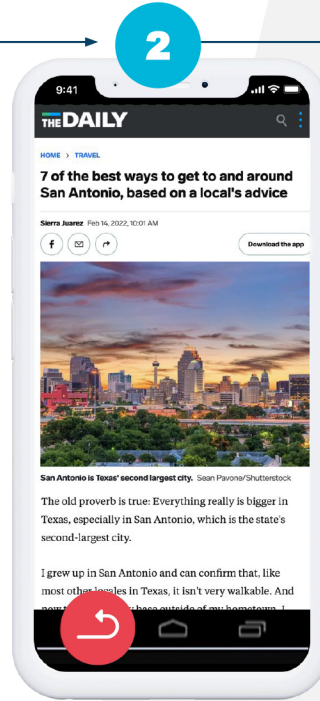 2
9:41
THE DAILY
HOME > TRAVEL
7 of the best ways to get to and around
San Antonio, based on a local's advice
Sierra Juarez Feb 14, 2022, 10:01 AM
f
Download the app
San Antonio is Texas' second largest city. Sean Pavone/Shutterstock
The old proverb is true: Everything really is bigger in
Texas, especially in San Antonio, which is the state's
second-largest city.
I grew up in San Antonio and can confirm that, like
most other locales in Texas, it isn't very walkable. And